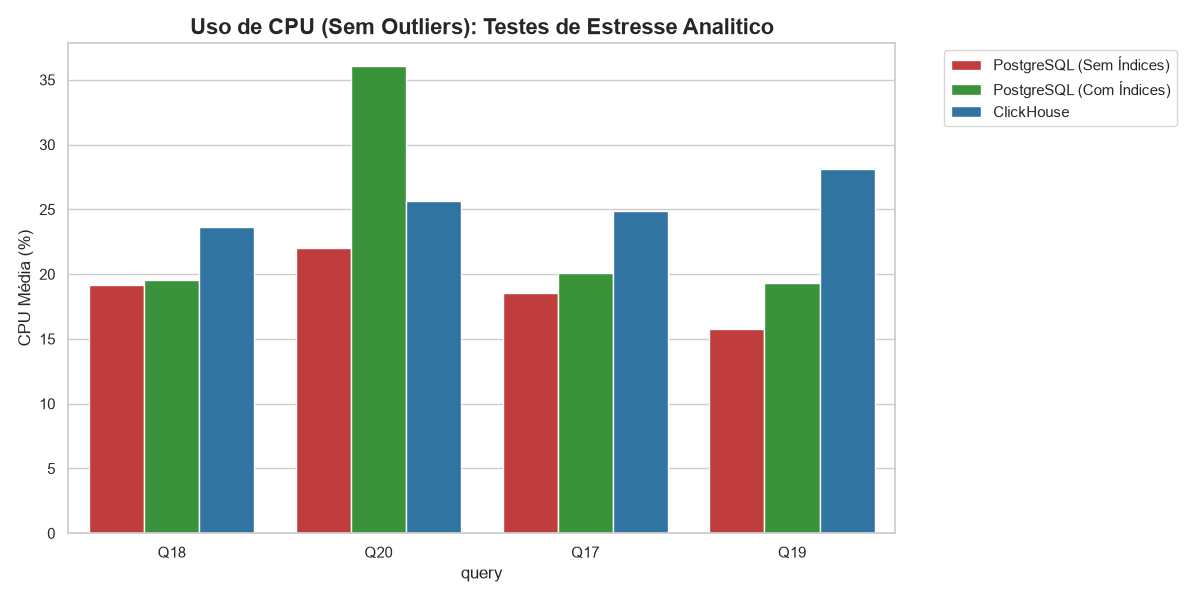 Uso de CPU (Sem Outliers): Testes de Estresse Analitico
PostgreSQL (Sem Índices)
PostgreSQL (Com Índices)
ClickHouse
CPU Média (%)
35
30
25
20
15
10
5
0
Q18
Q20
Q17
Q19
query